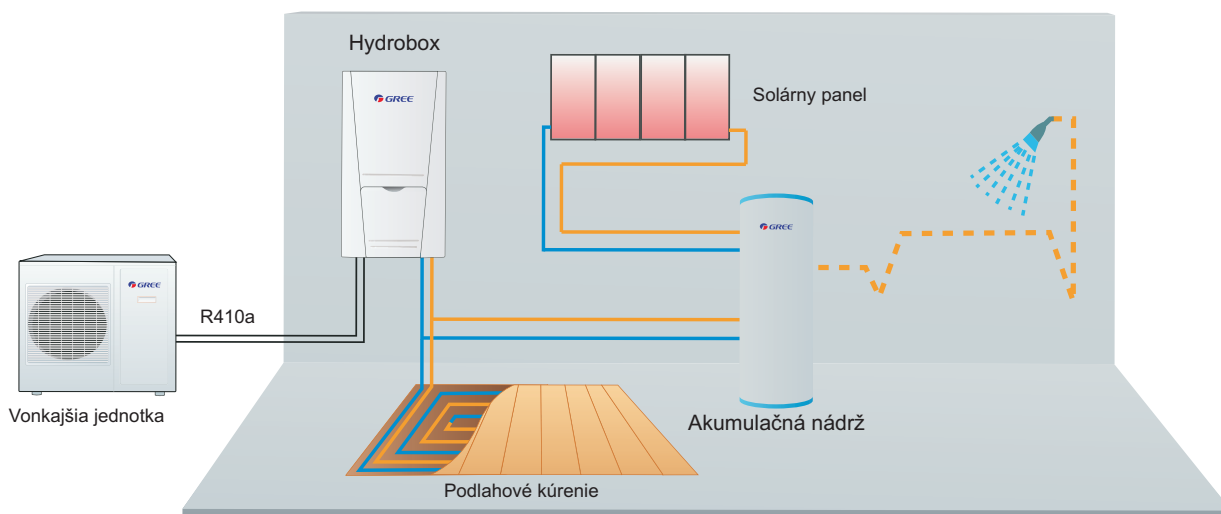 Hydrobox
GREE
Solárny panel
GREE
GREE
R410a
Vonkajšia jednotka
Akumulačná nádrž
Podlahové kúrenie